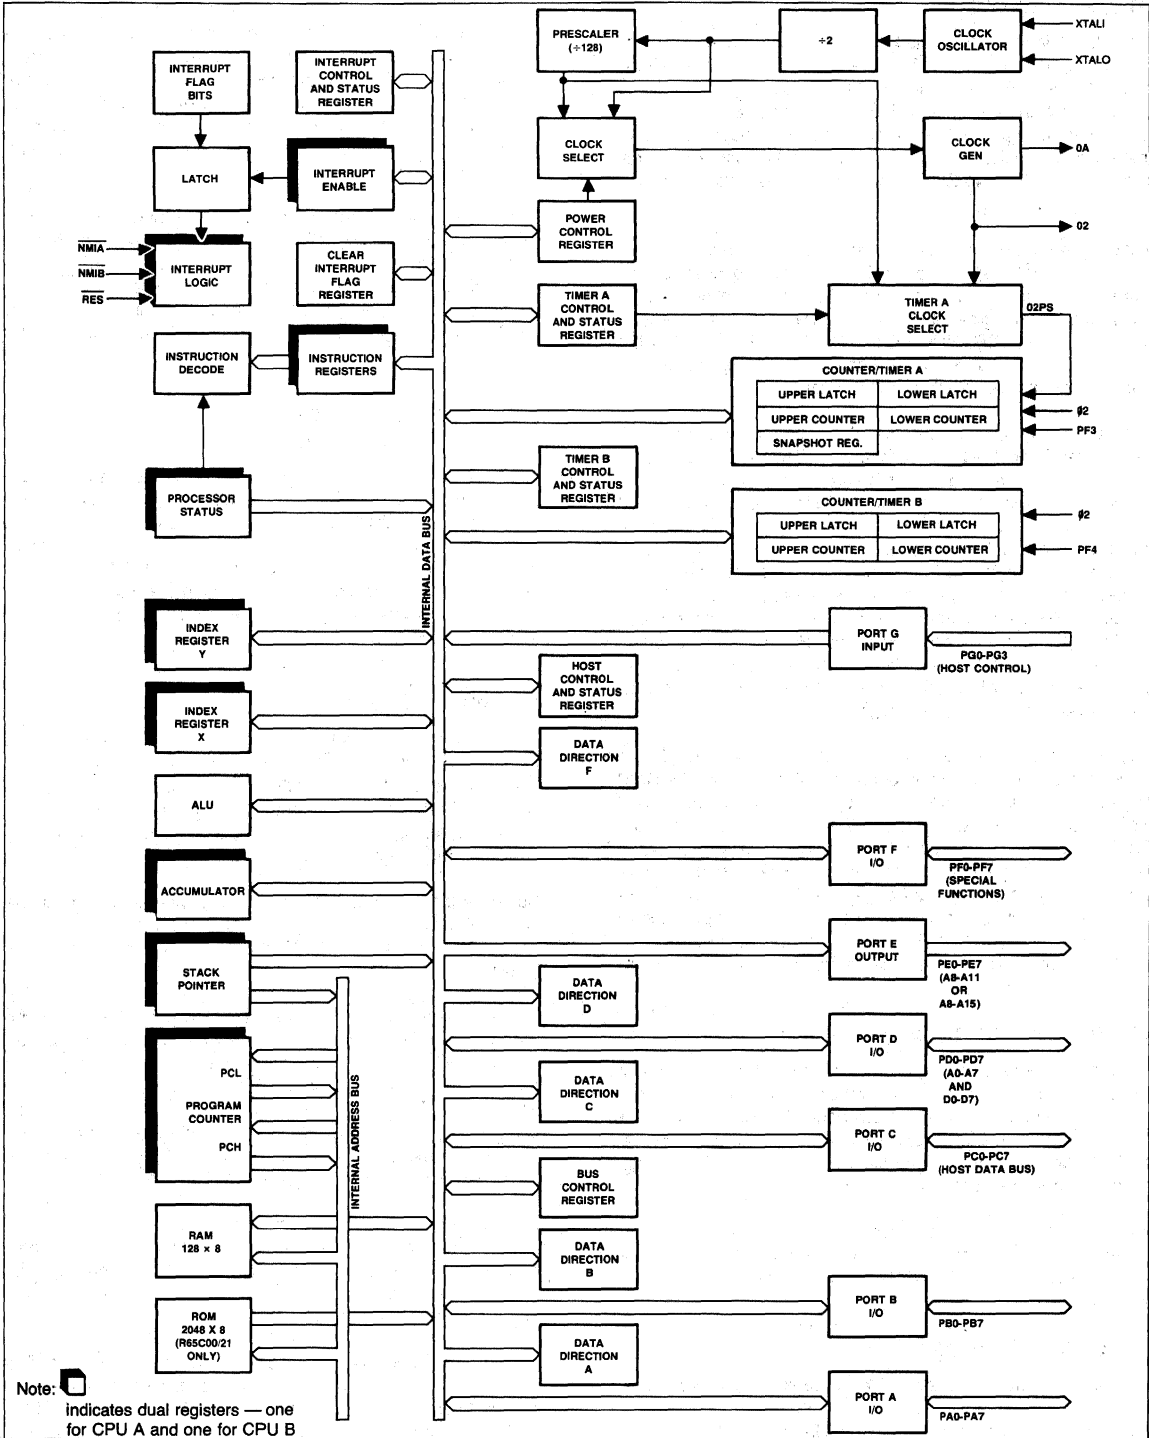 INTERRUPT
FLAG
BITS
INTERRUPT
CONTROL
AND STATUS
REGISTER
PRESCALER
(÷128)
÷2
CLOCK
OSCILLATOR
XTALI
XTALO
LATCH
INTERRUPT
ENABLE
CLOCK
SELECT
CLOCK
GEN
0A
POWER
CONTROL
REGISTER
02
NMIA
NMIB
RES
INTERRUPT
LOGIC
CLEAR
INTERRUPT
FLAG
REGISTER
TIMER A
CONTROL
AND STATUS
REGISTER
TIMER A
CLOCK
SELECT
02PS
INSTRUCTION
DECODE
INSTRUCTION
REGISTERS
COUNTER/TIMER A
UPPER LATCH
LOWER LATCH
UPPER COUNTER
LOWER COUNTER
SNAPSHOT REG.
ø2
PF3
TIMER B
CONTROL
AND STATUS
REGISTER
PROCESSOR
STATUS
COUNTER/TIMER B
UPPER LATCH
LOWER LATCH
UPPER COUNTER
LOWER COUNTER
ø2
PF4
INTERNAL DATA BUS
INDEX
REGISTER
Y
PORT G
INPUT
PG0-PG3
(HOST CONTROL)
HOST
CONTROL
AND STATUS
REGISTER
INDEX
REGISTER
X
DATA
DIRECTION
F
ALU
PORT F
I/O
PF0-PF7
(SPECIAL
FUNCTIONS)
ACCUMULATOR
PORT E
OUTPUT
PE0-PE7
(A8-A11
OR
A8-A15)
STACK
POINTER
DATA
DIRECTION
D
PORT D
I/O
PD0-PD7
(A0-A7
AND
D0-D7)
PCL
PROGRAM
COUNTER
PCH
INTERNAL ADDRESS BUS
DATA
DIRECTION
C
PORT C
I/O
PC0-PC7
(HOST DATA BUS)
BUS
CONTROL
REGISTER
RAM
128 × 8
DATA
DIRECTION
B
ROM
2048 X 8
(R65C00/21
ONLY)
PORT B
I/O
PB0-PB7
DATA
DIRECTION
A
PORT A
I/O
PA0-PA7
Note:
indicates dual registers — one
for CPU A and one for CPU B